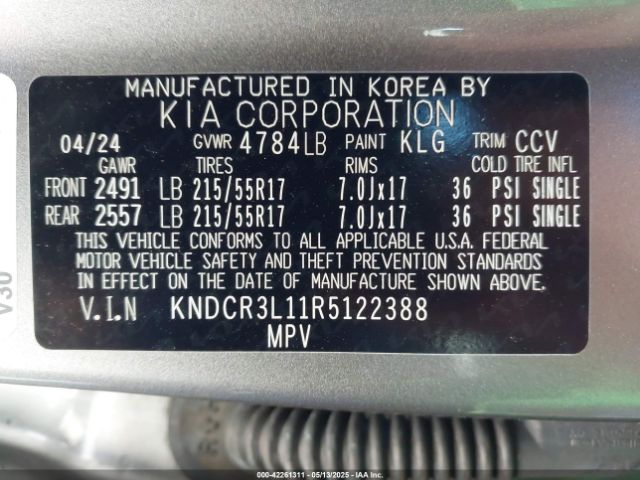 MANUFACTURED IN KOREA BY
KIA CORPORATION
04/24 GVWR 4784LB PAINT KLG TRIM CCV
GAWR TIRES RIMS COLD TIRE INFL
FRONT 2491 LB 215/55R17 7.0Jx17 36 PSI SINGLE
REAR 2557 LB 215/55R17 7.0Jx17 36 PSI SINGLE
THIS VEHICLE CONFORMS TO ALL APPLICABLE U.S.A. FEDERAL
MOTOR VEHICLE SAFETY AND THEFT PREVENTION STANDARDS
IN EFFECT ON THE DATE OF MANUFACTURE SHOWN ABOVE.
V.I.N KNDCR3L11R5122388
MPV
V30
000-42261311 — 05/13/2025 — IAAI.COM